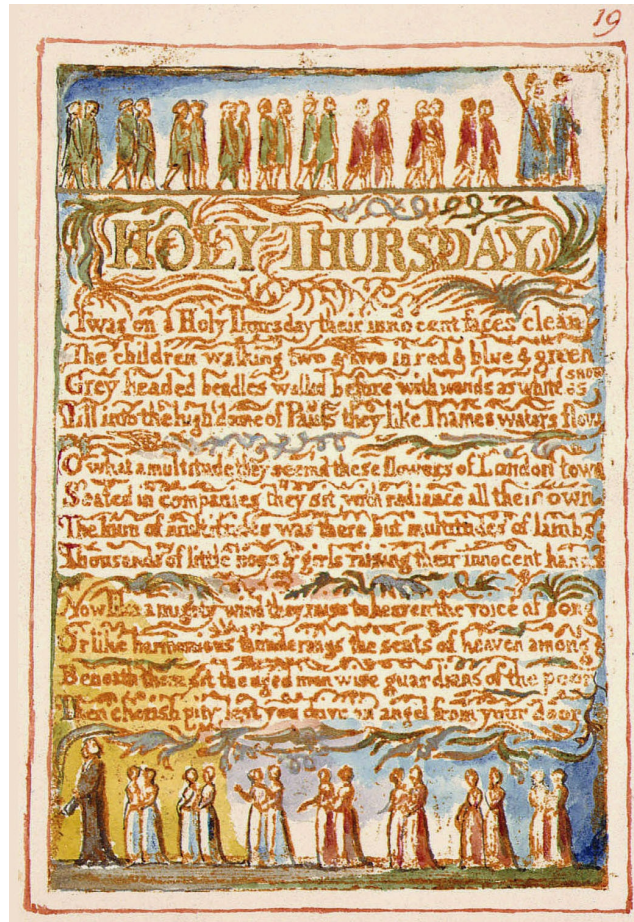 19
HOLY THURSDAY
Twas on a Holy Thursday their innocent faces clean
The children walking two & two in red & blue & green
Grey headed beadles walkd before with wands as white as snow
Till into the high dome of Pauls they like Thames waters flow
O what a multitude they seemd these flowers of London town
Seated in companies they sit with radiance all their own
The hum of multitudes was there but multitudes of lambs
Thousands of little boys & girls raising their innocent hands
Now like a mighty wind they raise to heaven the voice of song
Or like harmonious thunderings the seats of heaven among
Beneath them sit the aged men wise guardians of the poor
Then cherish pity, lest you drive an angel from your door